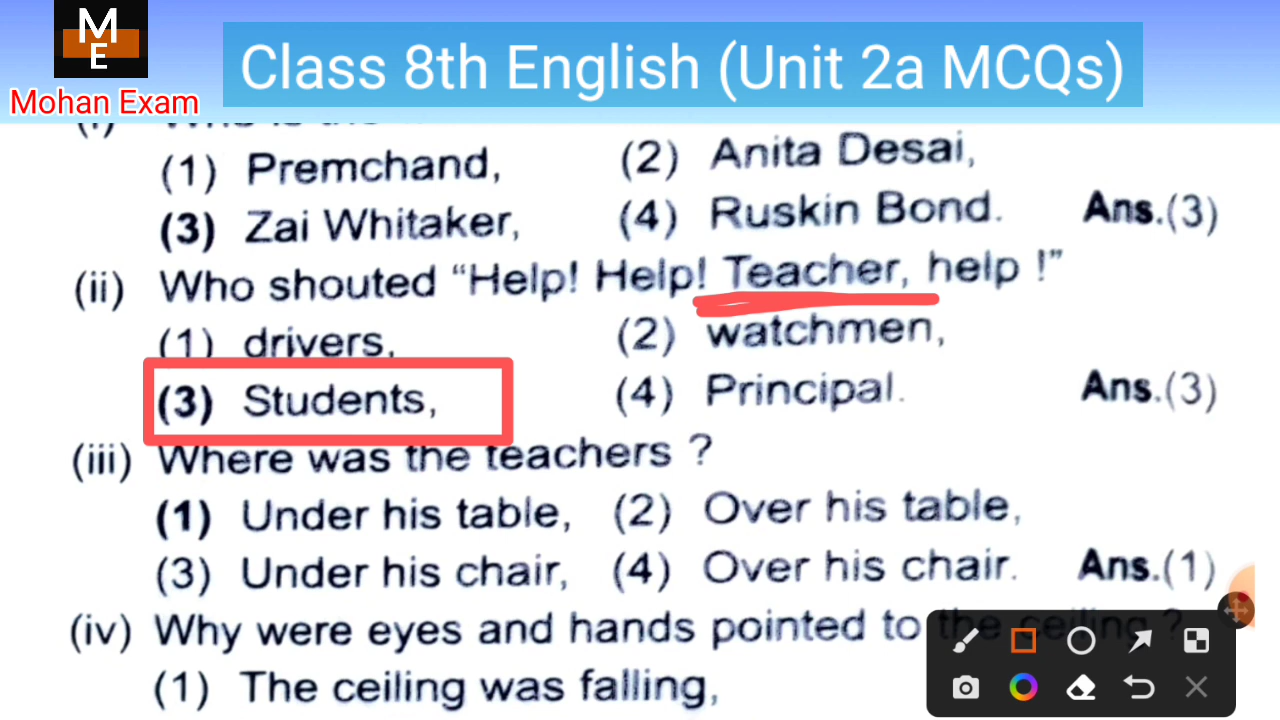 M
E
Mohan Exam
Class 8th English (Unit 2a MCQs)
(1) Premchand, (2) Anita Desai,
(3) Zai Whitaker, (4) Ruskin Bond. Ans.(3)
(ii) Who shouted “Help! Help! Teacher, help !”
(1) drivers, (2) watchmen,
(3) Students, (4) Principal. Ans.(3)
(iii) Where was the teachers ?
(1) Under his table, (2) Over his table,
(3) Under his chair, (4) Over his chair. Ans.(1)
(iv) Why were eyes and hands pointed to the ceiling ?
(1) The ceiling was falling,